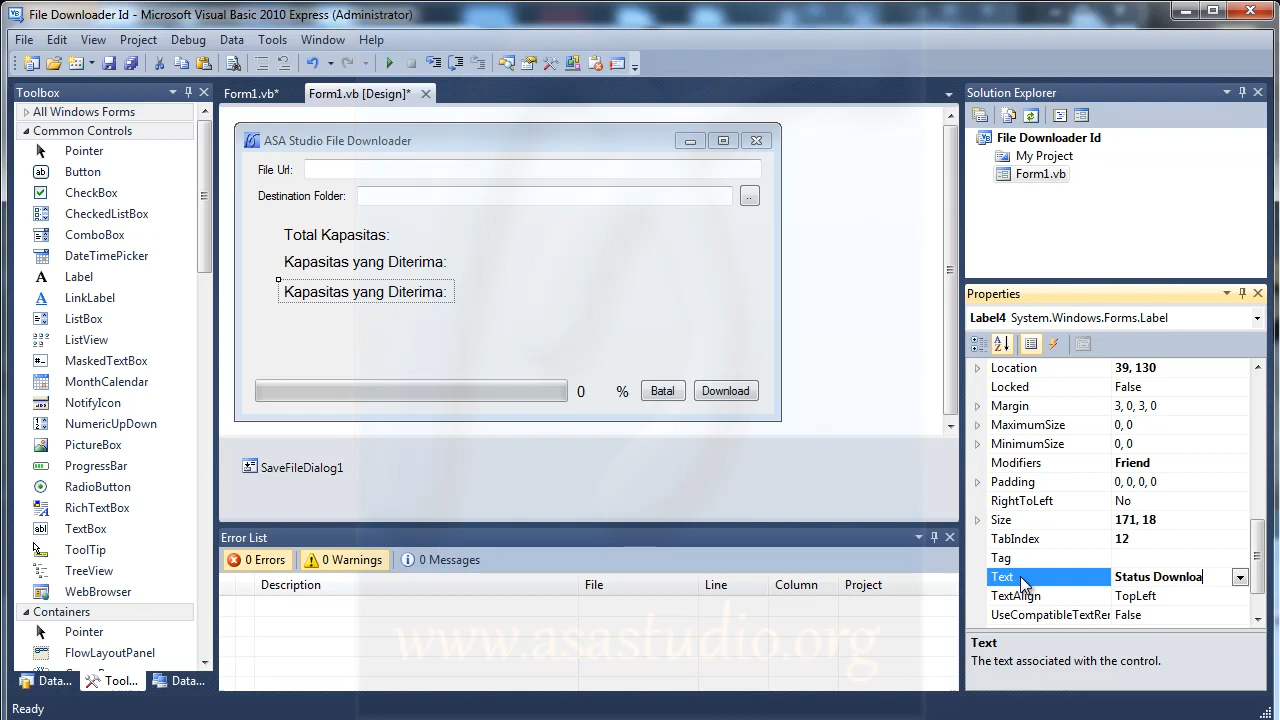 File Downloader Id - Microsoft Visual Basic 2010 Express (Administrator)
File Edit View Project Debug Data Tools Window Help
Toolbox
All Windows Forms
Common Controls
Pointer
Button
CheckBox
CheckedListBox
ComboBox
DateTimePicker
Label
LinkLabel
ListBox
ListView
MaskedTextBox
MonthCalendar
NotifyIcon
NumericUpDown
PictureBox
ProgressBar
RadioButton
RichTextBox
TextBox
ToolTip
TreeView
WebBrowser
Containers
Pointer
FlowLayoutPanel
Data... Tool... Data...
Form1.vb* Form1.vb [Design]*
ASA Studio File Downloader
File Url:
Destination Folder: ..
Total Kapasitas:
Kapasitas yang Diterima:
Kapasitas yang Diterima:
0 % Batal Download
SaveFileDialog1
Error List
0 Errors 0 Warnings 0 Messages
Description File Line Column Project
www.asastudio.org
Solution Explorer
File Downloader Id
My Project
Form1.vb
Properties
Label4 System.Windows.Forms.Label
Location 39, 130
Locked False
Margin 3, 0, 3, 0
MaximumSize 0, 0
MinimumSize 0, 0
Modifiers Friend
Padding 0, 0, 0, 0
RightToLeft No
Size 171, 18
TabIndex 12
Tag
Text Status Downloa
TextAlign TopLeft
UseCompatibleTextRer False
Text
The text associated with the control.
Ready